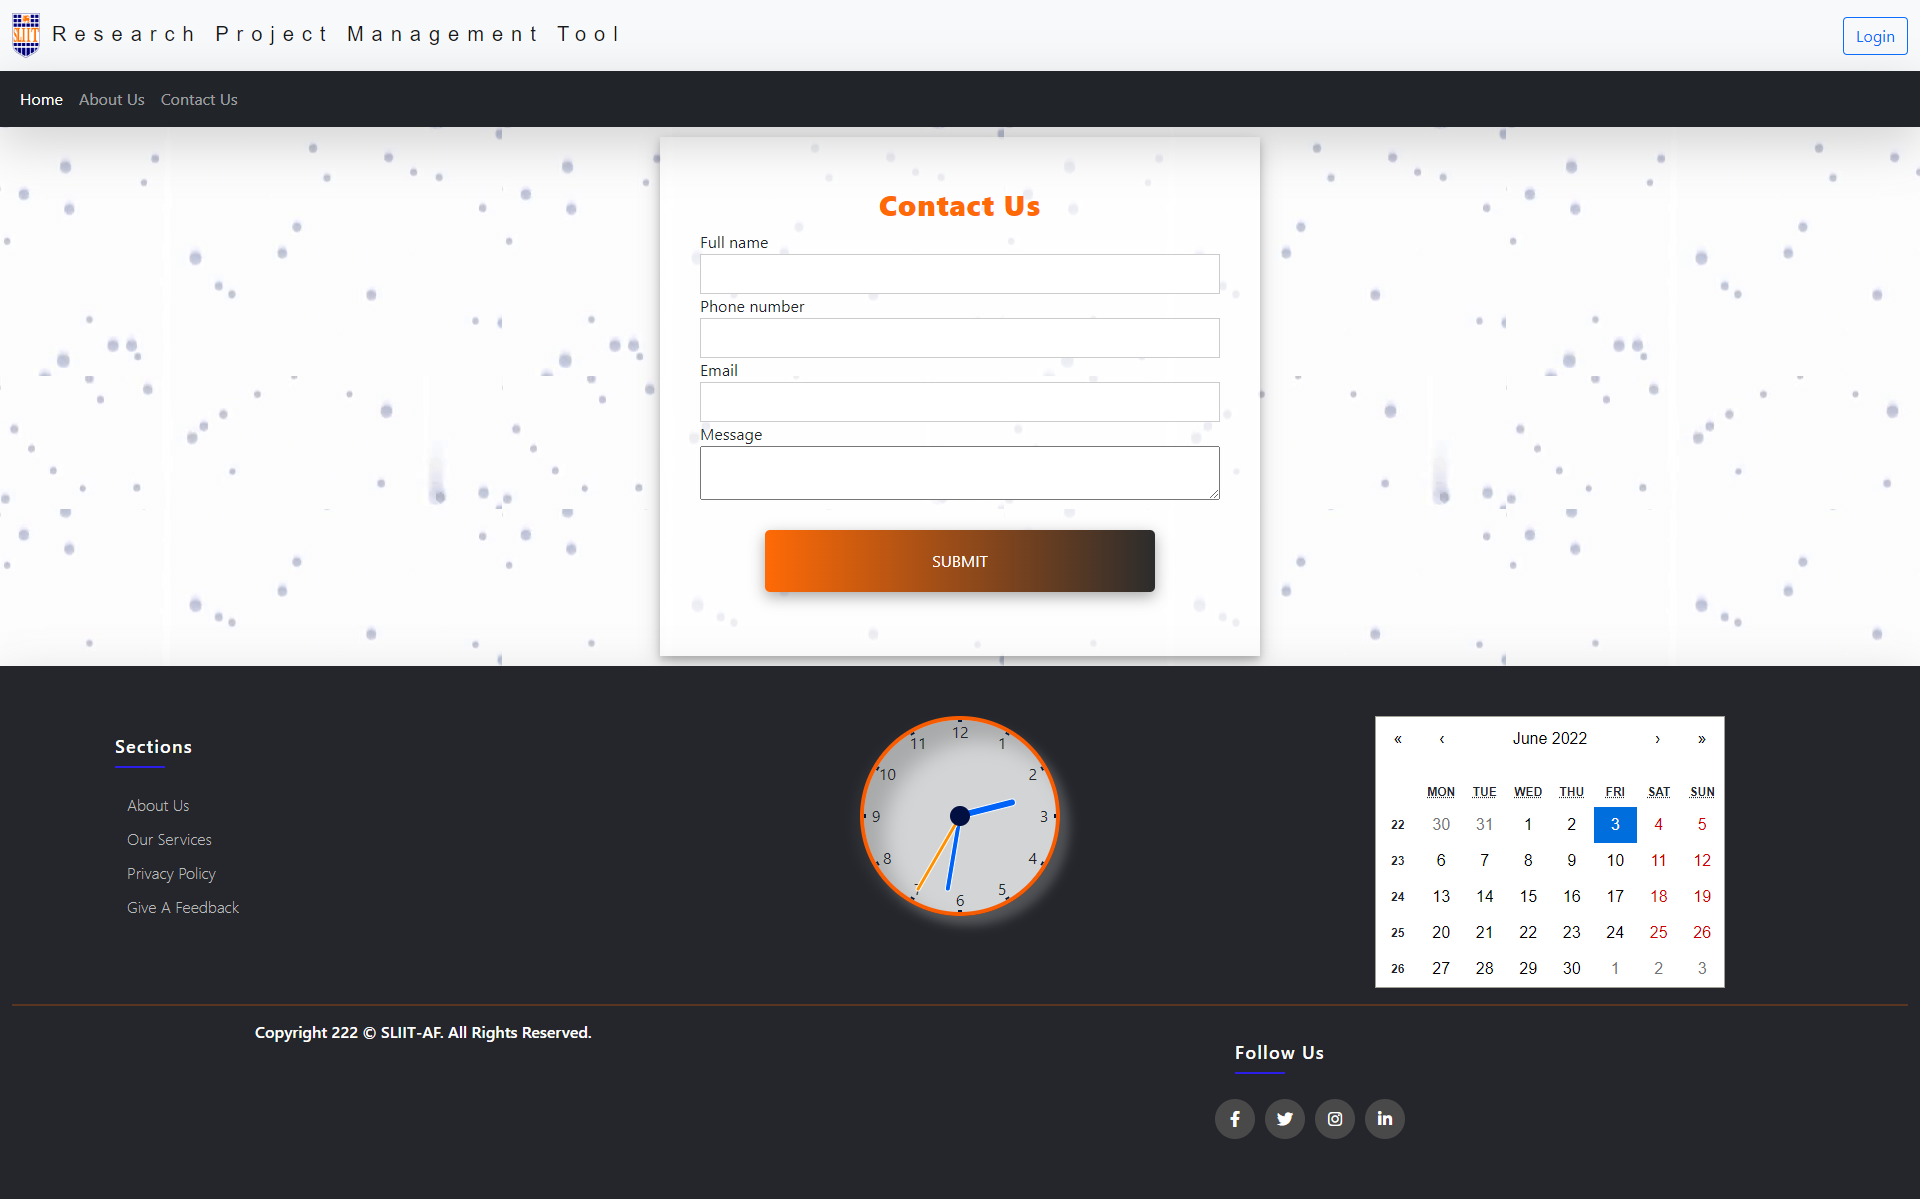 SLIIT Research Project Management Tool Login
Home About Us Contact Us
Contact Us
Full name
Phone number
Email
Message
SUBMIT
Sections
About Us
Our Services
Privacy Policy
Give A Feedback
12
11 1
10 2
9 3
8 4
7 5
6
« ‹ June 2022 › »
MON TUE WED THU FRI SAT SUN
22 30 31 1 2 3 4 5
23 6 7 8 9 10 11 12
24 13 14 15 16 17 18 19
25 20 21 22 23 24 25 26
26 27 28 29 30 1 2 3
Copyright 222 © SLIIT-AF. All Rights Reserved.
Follow Us